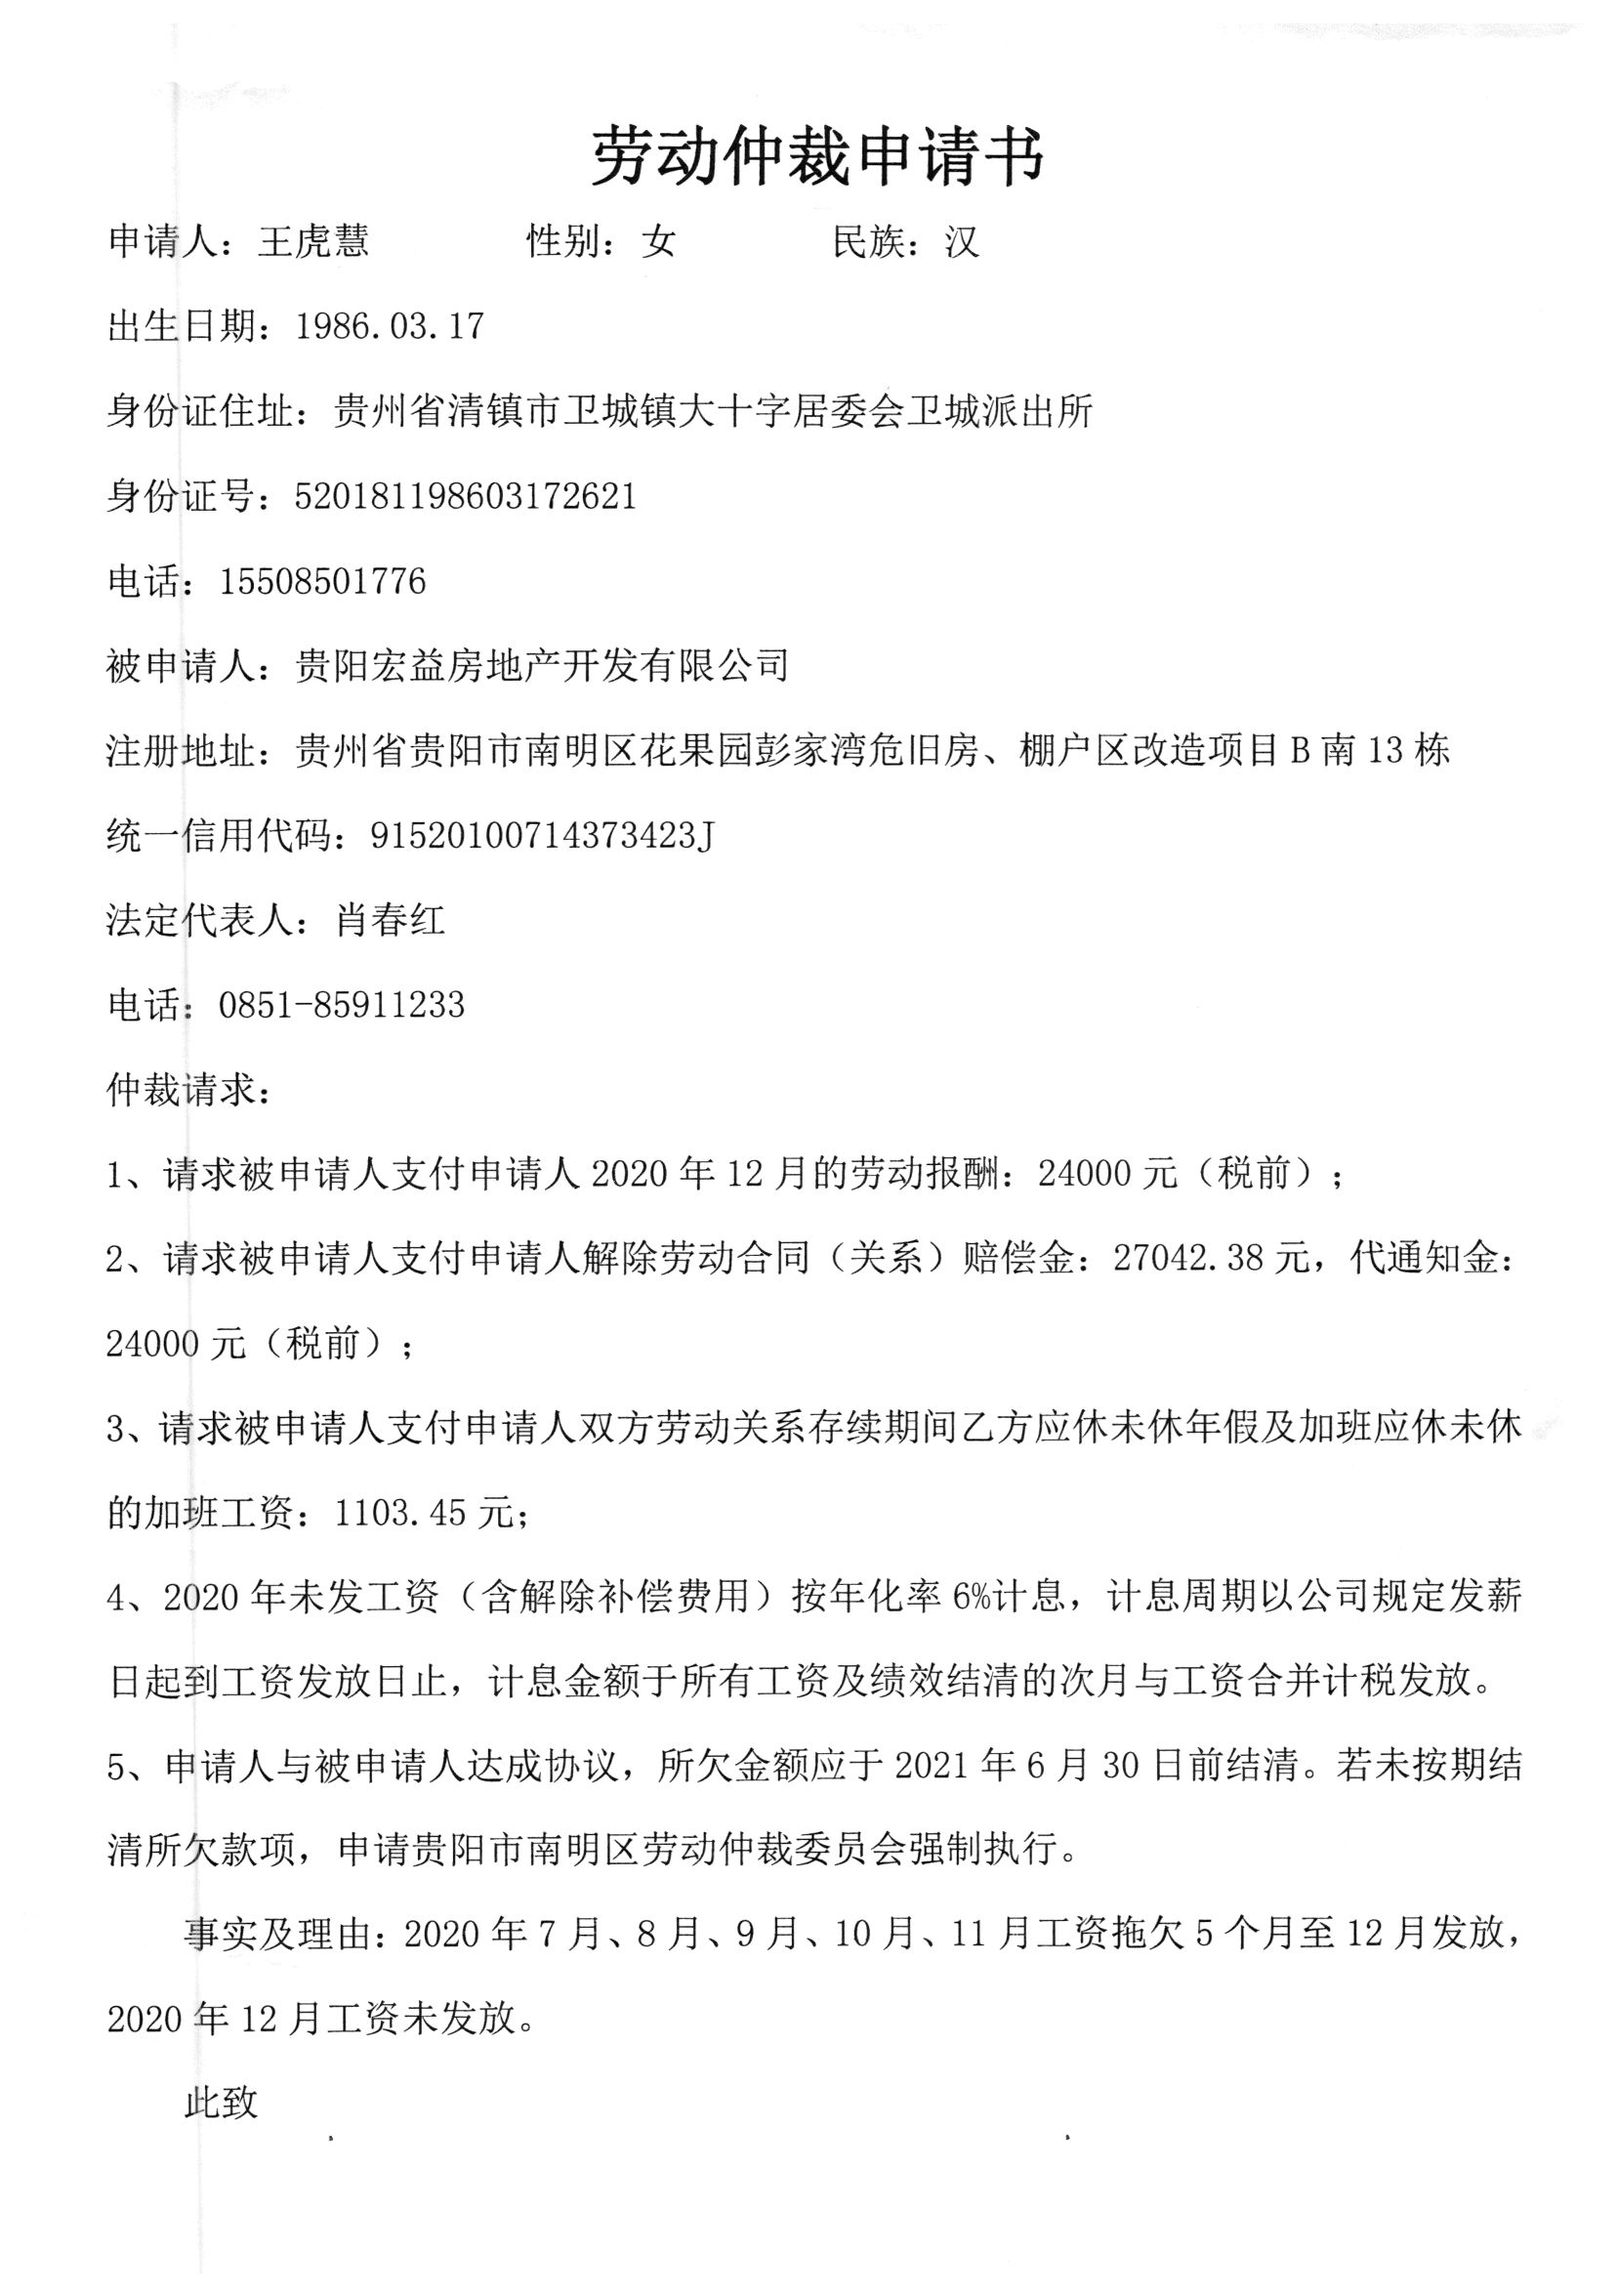 劳动仲裁申请书
申请人：王虎慧 性别：女 民族：汉
出生日期：1986.03.17
身份证住址：贵州省清镇市卫城镇大十字居委会卫城派出所
身份证号：520181198603172621
电话：15508501776
被申请人：贵阳宏益房地产开发有限公司
注册地址：贵州省贵阳市南明区花果园彭家湾危旧房、棚户区改造项目 B 南 13 栋
统一信用代码：91520100714373423J
法定代表人：肖春红
电话：0851-85911233
仲裁请求：
1、请求被申请人支付申请人 2020 年 12 月的劳动报酬：24000 元（税前）；
2、请求被申请人支付申请人解除劳动合同（关系）赔偿金：27042.38 元，代通知金：
24000 元（税前）；
3、请求被申请人支付申请人双方劳动关系存续期间乙方应休未休年假及加班应休未休
的加班工资：1103.45 元；
4、2020 年未发工资（含解除补偿费用）按年化率 6%计息，计息周期以公司规定发薪
日起到工资发放日止，计息金额于所有工资及绩效结清的次月与工资合并计税发放。
5、申请人与被申请人达成协议，所欠金额应于 2021 年 6 月 30 日前结清。若未按期结
清所欠款项，申请贵阳市南明区劳动仲裁委员会强制执行。
事实及理由：2020 年 7 月、8 月、9 月、10 月、11 月工资拖欠 5 个月至 12 月发放，
2020 年 12 月工资未发放。
此致